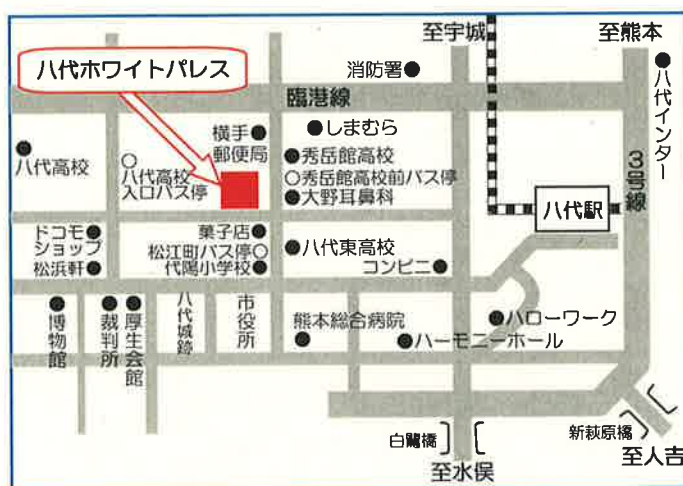 至宇城
至熊本
八代ホワイトパレス
消防署
八代インター
臨港線
しまむら
横手
郵便局
八代高校
八代高校
入口バス停
秀岳館高校
秀岳館高校前バス停
大野耳鼻科
3号線
八代駅
ドコモ
ショップ
松浜軒
菓子店
松江町バス停
代陽小学校
八代東高校
コンビニ
博物館
裁判所
厚生会館
八代城跡
市役所
熊本総合病院
ハローワーク
ハーモニーホール
白鷺橋
新萩原橋
至水俣
至人吉